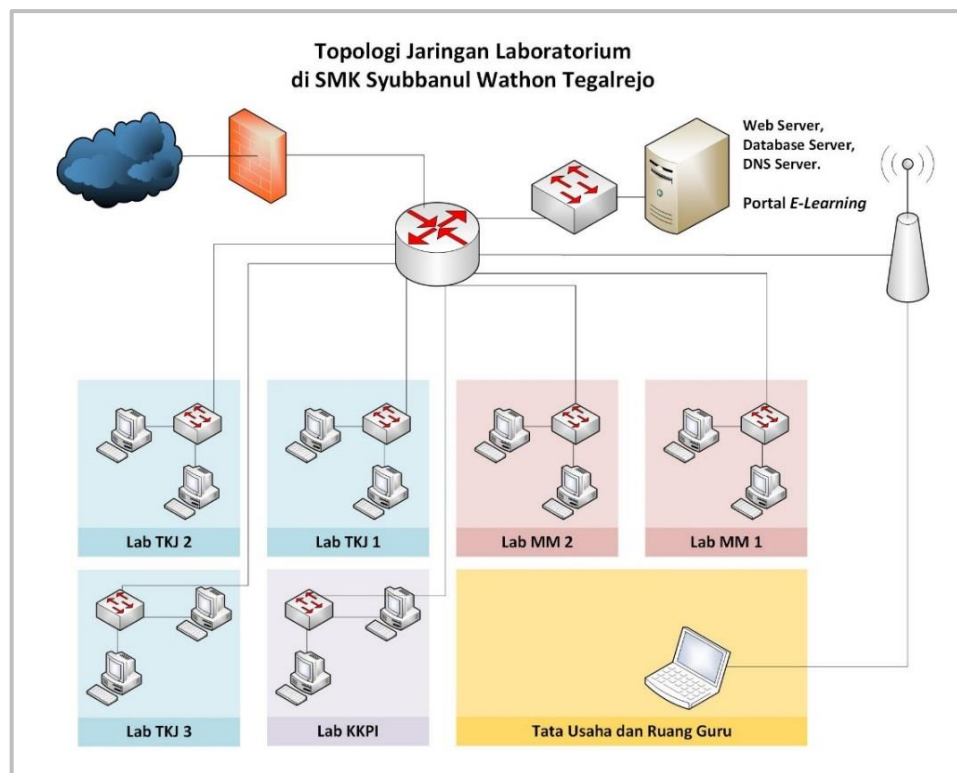 Topologi Jaringan Laboratorium
di SMK Syubbanul Wathon Tegalrejo
Web Server,
Database Server,
DNS Server.
Portal E-Learning
Lab TKJ 2
Lab TKJ 1
Lab MM 2
Lab MM 1
Lab TKJ 3
Lab KKPI
Tata Usaha dan Ruang Guru